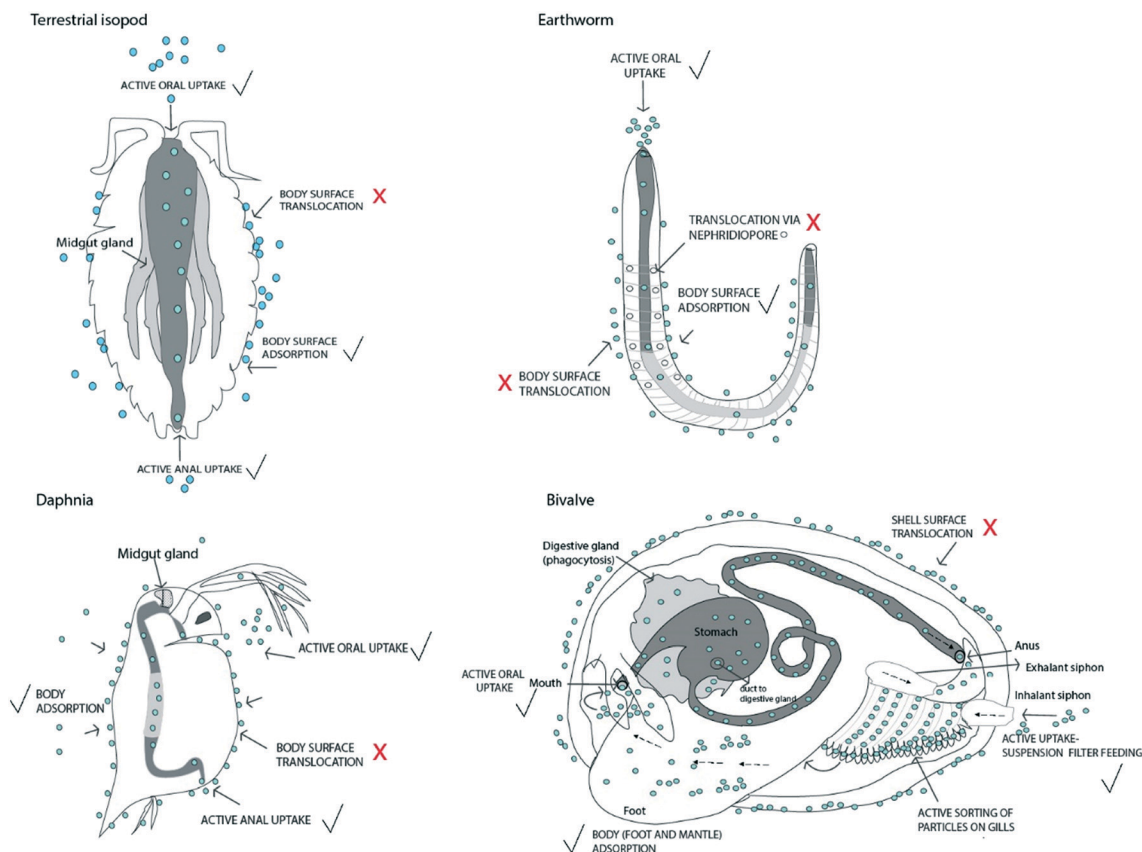 Terrestrial isopod
ACTIVE ORAL UPTAKE
BODY SURFACE
TRANSLOCATION
Midgut gland
BODY SURFACE
ADSORPTION
ACTIVE ANAL UPTAKE
Earthworm
ACTIVE ORAL
UPTAKE
TRANSLOCATION VIA
NEPHRIDIOPORE
BODY SURFACE
ADSORPTION
BODY SURFACE
TRANSLOCATION
Daphnia
Midgut gland
ACTIVE ORAL UPTAKE
BODY
ADSORPTION
BODY SURFACE
TRANSLOCATION
ACTIVE ANAL UPTAKE
Bivalve
SHELL SURFACE
TRANSLOCATION
Digestive gland
(phagocytosis)
Stomach
Anus
Exhalant siphon
ACTIVE ORAL
UPTAKE
Mouth
duct to
digestive gland
Inhalant siphon
ACTIVE UPTAKE-
SUSPENSION FILTER FEEDING
Foot
ACTIVE SORTING OF
PARTICLES ON GILLS
BODY (FOOT AND MANTLE)
ADSORPTION